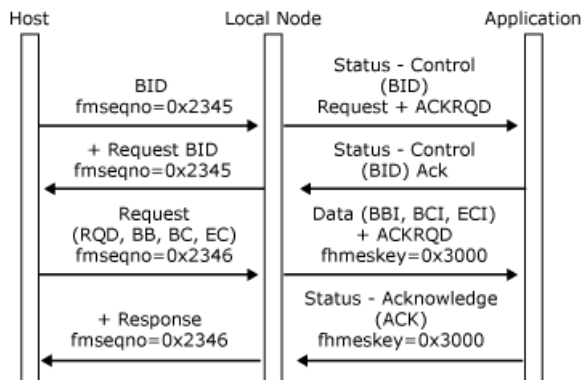 Host
Local Node
Application
BID
fmseqno=0x2345
Status - Control
(BID)
Request + ACKRQD
+ Request BID
fmseqno=0x2345
Status - Control
(BID) Ack
Request
(RQD, BB, BC, EC)
fmseqno=0x2346
Data (BBI, BCI, ECI)
+ ACKRQD
fhmeskey=0x3000
+ Response
fmseqno=0x2346
Status - Acknowledge
(ACK)
fhmeskey=0x3000